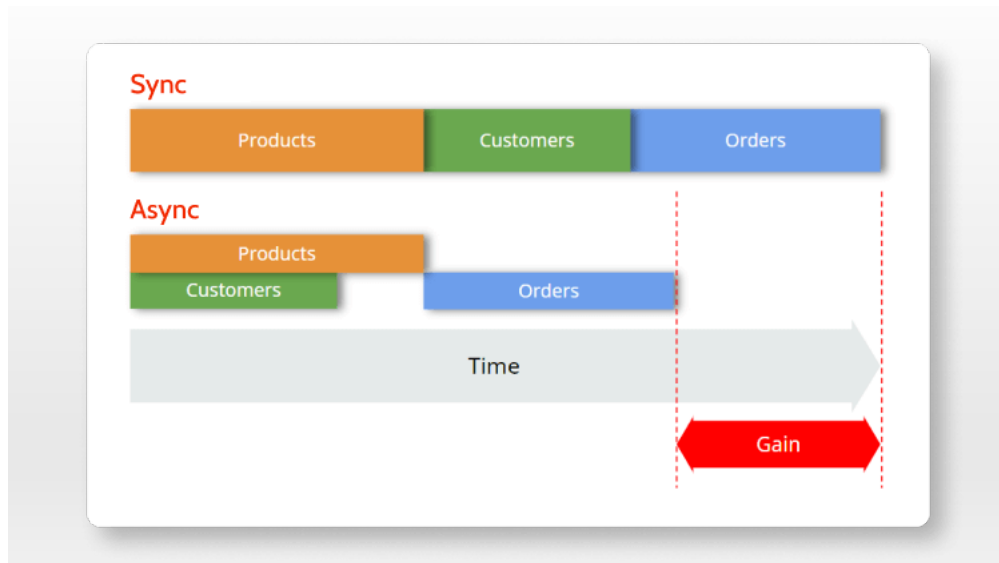 Sync
Products Customers Orders
Async
Products
Customers Orders
Time
Gain